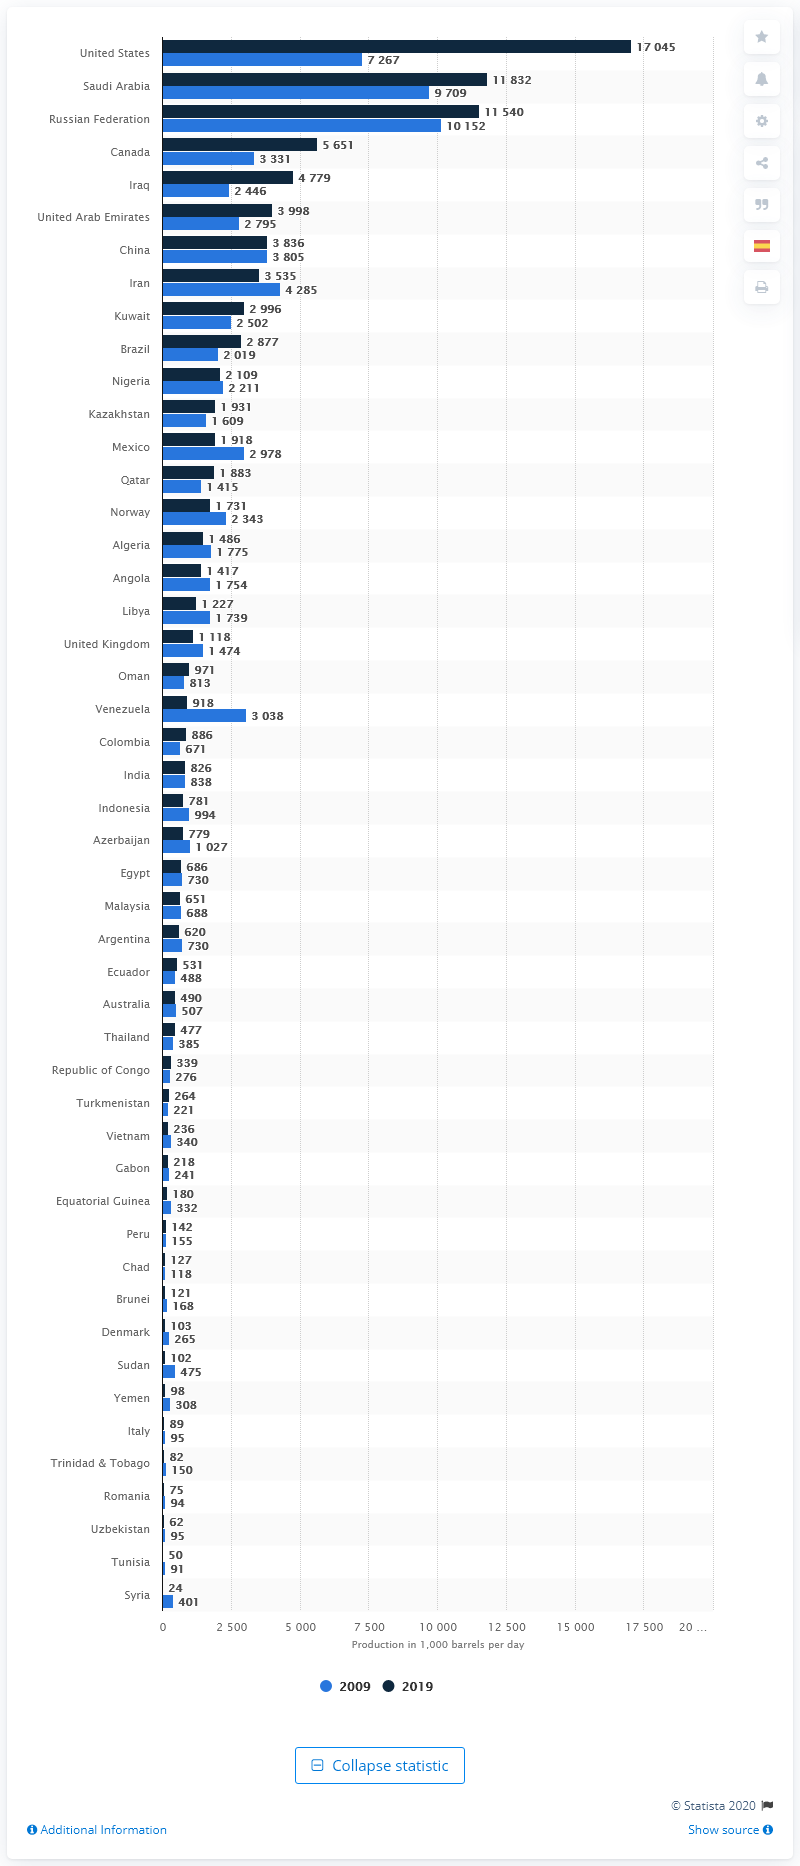 United States 17 045
7 267
Saudi Arabia 11 832
9 709
Russian Federation 11 540
10 152
Canada 5 651
3 331
Iraq 4 779
2 446
United Arab Emirates 3 998
2 795
China 3 836
3 805
Iran 3 535
4 285
Kuwait 2 996
2 502
Brazil 2 877
2 019
Nigeria 2 109
2 211
Kazakhstan 1 931
1 609
Mexico 1 918
2 978
Qatar 1 883
1 415
Norway 1 731
2 343
Algeria 1 486
1 775
Angola 1 417
1 754
Libya 1 227
1 739
United Kingdom 1 118
1 474
Oman 971
813
Venezuela 918
3 038
Colombia 886
671
India 826
838
Indonesia 781
994
Azerbaijan 779
1 027
Egypt 686
730
Malaysia 651
688
Argentina 620
730
Ecuador 531
488
Australia 490
507
Thailand 477
385
Republic of Congo 339
276
Turkmenistan 264
221
Vietnam 236
340
Gabon 218
241
Equatorial Guinea 180
332
Peru 142
155
Chad 127
118
Brunei 121
168
Denmark 103
265
Sudan 102
475
Yemen 98
308
Italy 89
95
Trinidad & Tobago 82
150
Romania 75
94
Uzbekistan 62
95
Tunisia 50
91
Syria 24
401
0 2 500 5 000 7 500 10 000 12 500 15 000 17 500 20 ...
Production in 1,000 barrels per day
2009 2019
Collapse statistic
© Statista 2020
Additional Information Show source